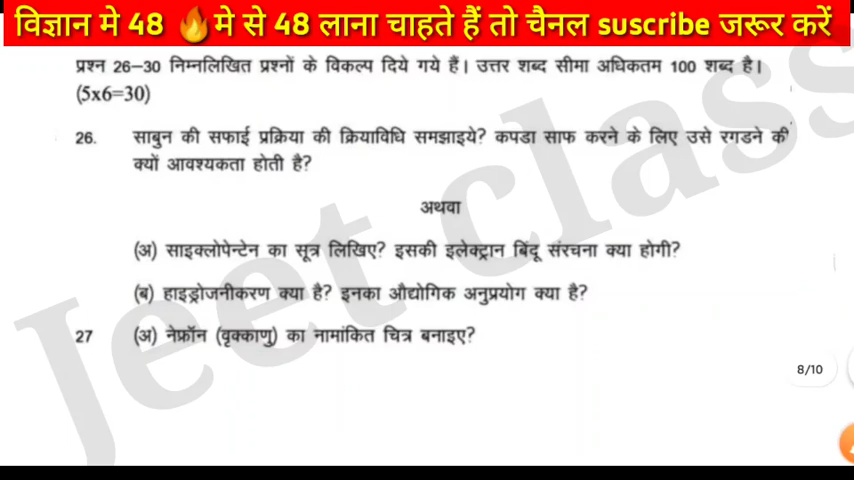 विज्ञान मे 48 🔥 मे से 48 लाना चाहते हैं तो चैनल suscribe जरूर करें
प्रश्न 26–30 निम्नलिखित प्रश्नों के विकल्प दिये गये हैं। उत्तर शब्द सीमा अधिकतम 100 शब्द है।
(5x6=30)
26. साबुन की सफाई प्रक्रिया की क्रियाविधि समझाइये? कपडा साफ करने के लिए उसे रगडने की
क्यों आवश्यकता होती है?
अथवा
(अ) साइक्लोपेन्टेन का सूत्र लिखिए? इसकी इलेक्ट्रान बिंदू संरचना क्या होगी?
(ब) हाइड्रोजनीकरण क्या है? इनका औद्योगिक अनुप्रयोग क्या है?
27 (अ) नेफ्रॉन (वृक्काणु) का नामांकित चित्र बनाइए?
8/10
Jeet class